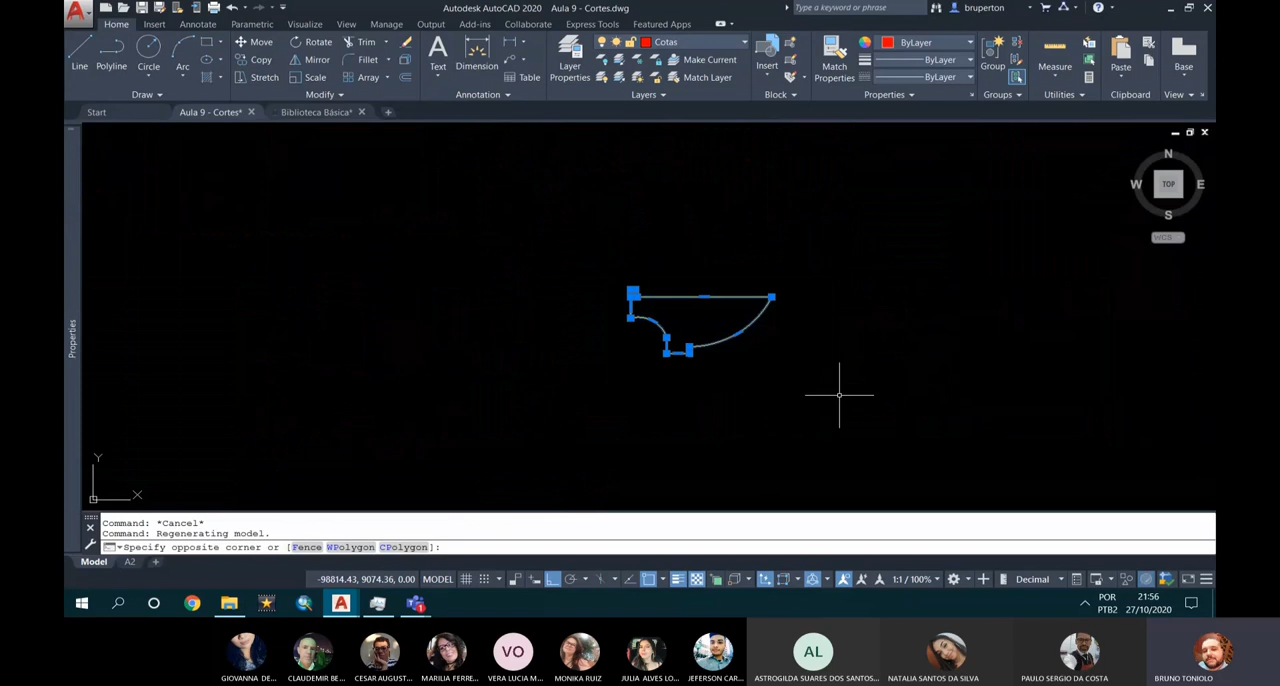 Autodesk AutoCAD 2020 Aula 9 - Cortes.dwg
Type a keyword or phrase
bruperton
Home Insert Annotate Parametric Visualize View Manage Output Add-ins Collaborate Express Tools Featured Apps
Line Polyline Circle Arc
Move Rotate Trim
Copy Mirror Fillet
Stretch Scale Array
Text Dimension Table
Layer Properties
Cotas
Make Current
Match Layer
Insert
Match Properties
ByLayer
ByLayer
ByLayer
Group
Measure
Paste
Base
Draw Modify Annotation Layers Block Properties Groups Utilities Clipboard View
Start Aula 9 - Cortes* Biblioteca Básica*
N
W TOP E
S
WCS
Properties
Y
X
Command: *Cancel*
Command: Regenerating model.
Specify opposite corner or [Fence WPolygon CPolygon]:
Model A2
-98814.43, 9074.36, 0.00 MODEL 1:1 / 100% Decimal
POR
PTB2
21:56
27/10/2020
VO
AL
GIOVANNA DE... CLAUDEMIR BE... CESAR AUGUST... MARILIA FERRE... VERA LUCIA M... MONIKA RUIZ JULIA ALVES LO... JEFERSON CAR... ASTROGILDA SUARES DOS SANTOS... NATALIA SANTOS DA SILVA PAULO SERGIO DA COSTA BRUNO TONIOLO